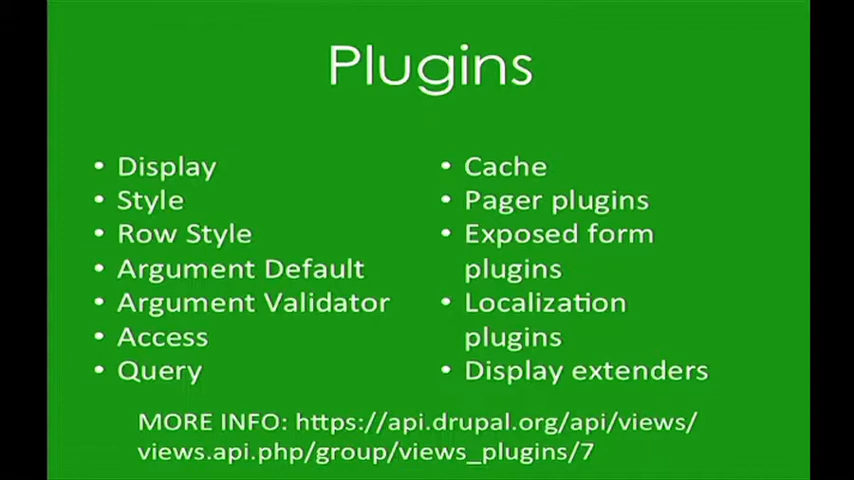 Plugins
• Display
• Style
• Row Style
• Argument Default
• Argument Validator
• Access
• Query
• Cache
• Pager plugins
• Exposed form
plugins
• Localization
plugins
• Display extenders
MORE INFO: https://api.drupal.org/api/views/
views.api.php/group/views_plugins/7